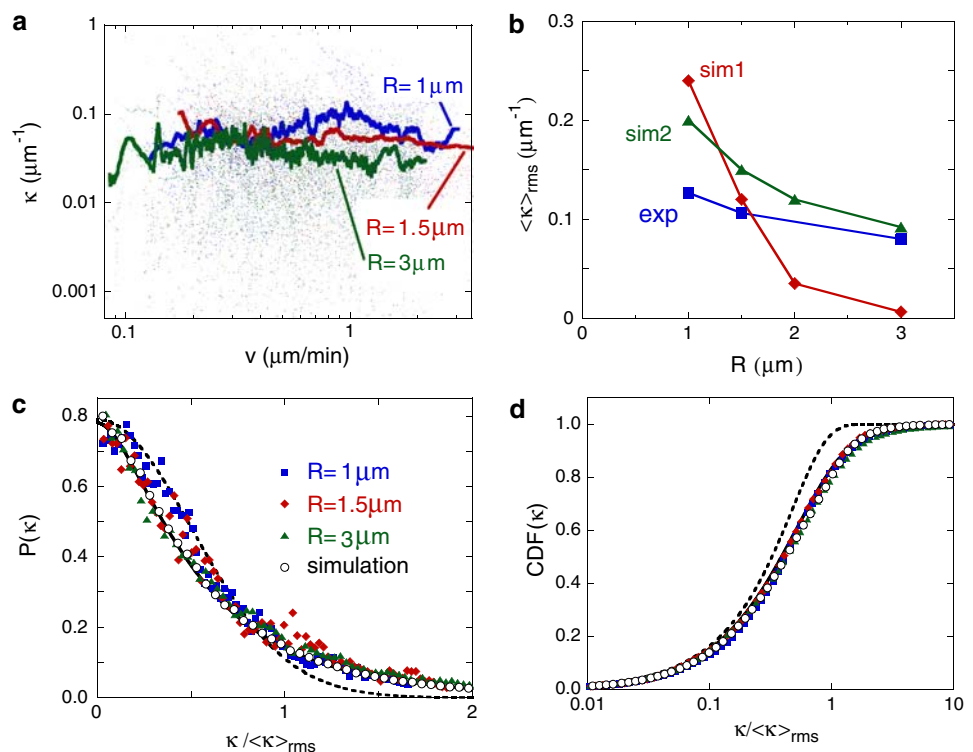 a
1
0.1
0.01
0.001
κ (μm⁻¹)
R= 1μm
R= 1.5μm
R= 3μm
0.1
1
v (μm/min)
b
0.3
0.2
0.1
0
<κ>rms (μm⁻¹)
sim1
sim2
exp
0
1
2
3
R (μm)
c
0.8
0.6
0.4
0.2
0.0
P(κ)
R= 1μm
R= 1.5μm
R= 3μm
simulation
0
1
2
κ /<κ>rms
d
1.0
0.8
0.6
0.4
0.2
0.0
CDF(κ)
0.01
0.1
1
10
κ/<κ>rms